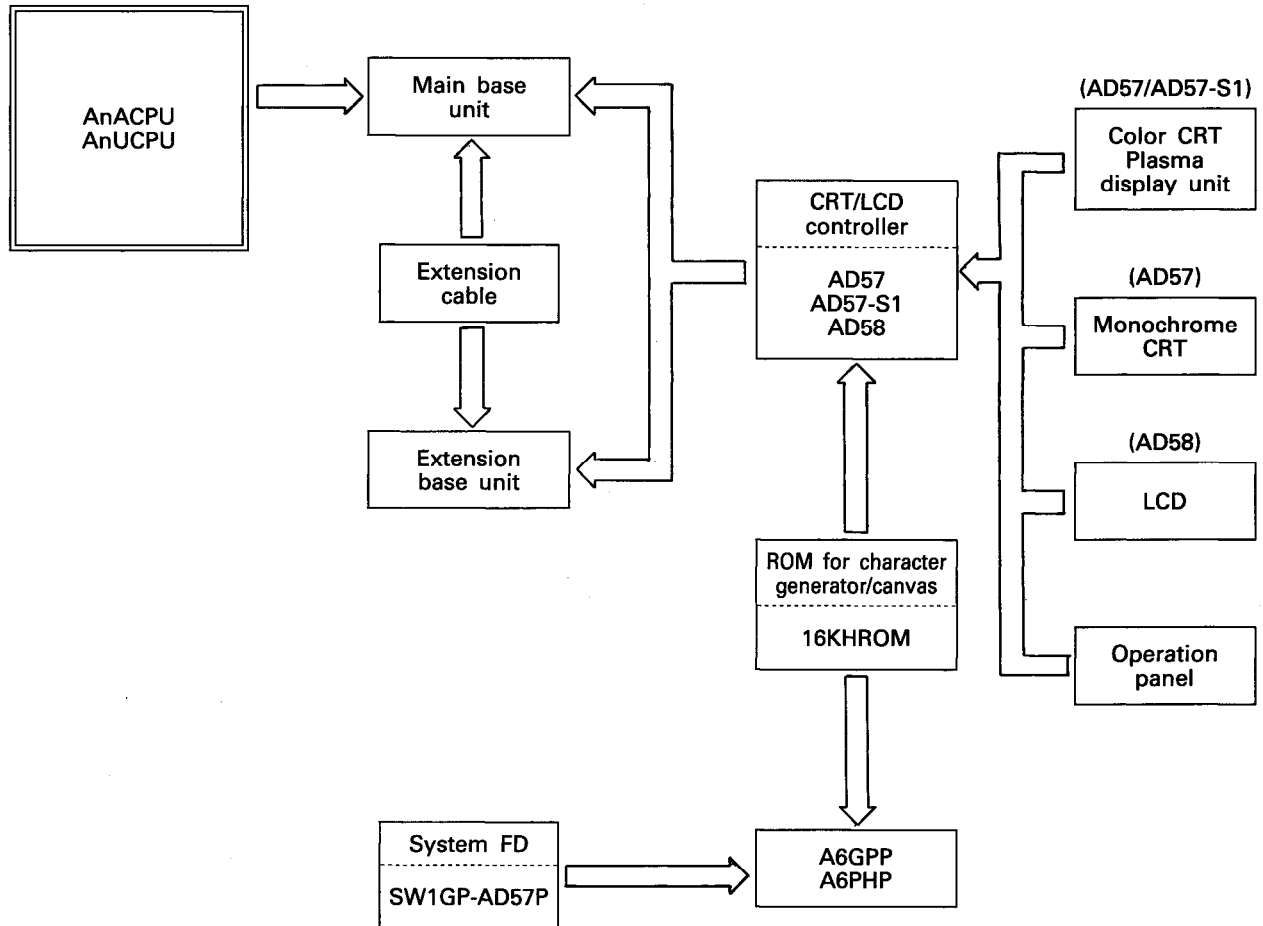 AnACPU
AnUCPU
Main base
unit
Extension
cable
Extension
base unit
CRT/LCD
controller
AD57
AD57-S1
AD58
(AD57/AD57-S1)
Color CRT
Plasma
display unit
(AD57)
Monochrome
CRT
(AD58)
LCD
Operation
panel
ROM for character
generator/canvas
16KHROM
System FD
SW1GP-AD57P
A6GPP
A6PHP